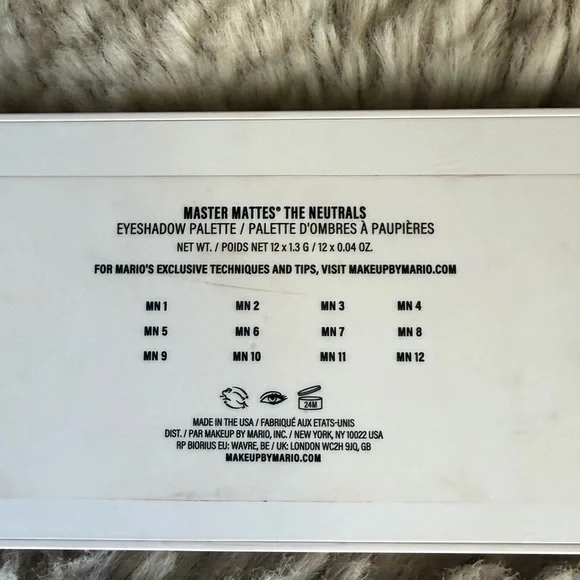 MASTER MATTES® THE NEUTRALS
EYESHADOW PALETTE / PALETTE D'OMBRES À PAUPIÈRES
NET WT. / POIDS NET 12 x 1.3 G / 12 x 0.04 OZ.
FOR MARIO'S EXCLUSIVE TECHNIQUES AND TIPS, VISIT MAKEUPBYMARIO.COM
MN 1 MN 2 MN 3 MN 4
MN 5 MN 6 MN 7 MN 8
MN 9 MN 10 MN 11 MN 12
24M
MADE IN THE USA / FABRIQUÉ AUX ETATS-UNIS
DIST. / PAR MAKEUP BY MARIO, INC. / NEW YORK, NY 10022 USA
RP BIORIUS EU: WAVRE, BE / UK: LONDON WC2H 9JQ, GB
MAKEUPBYMARIO.COM